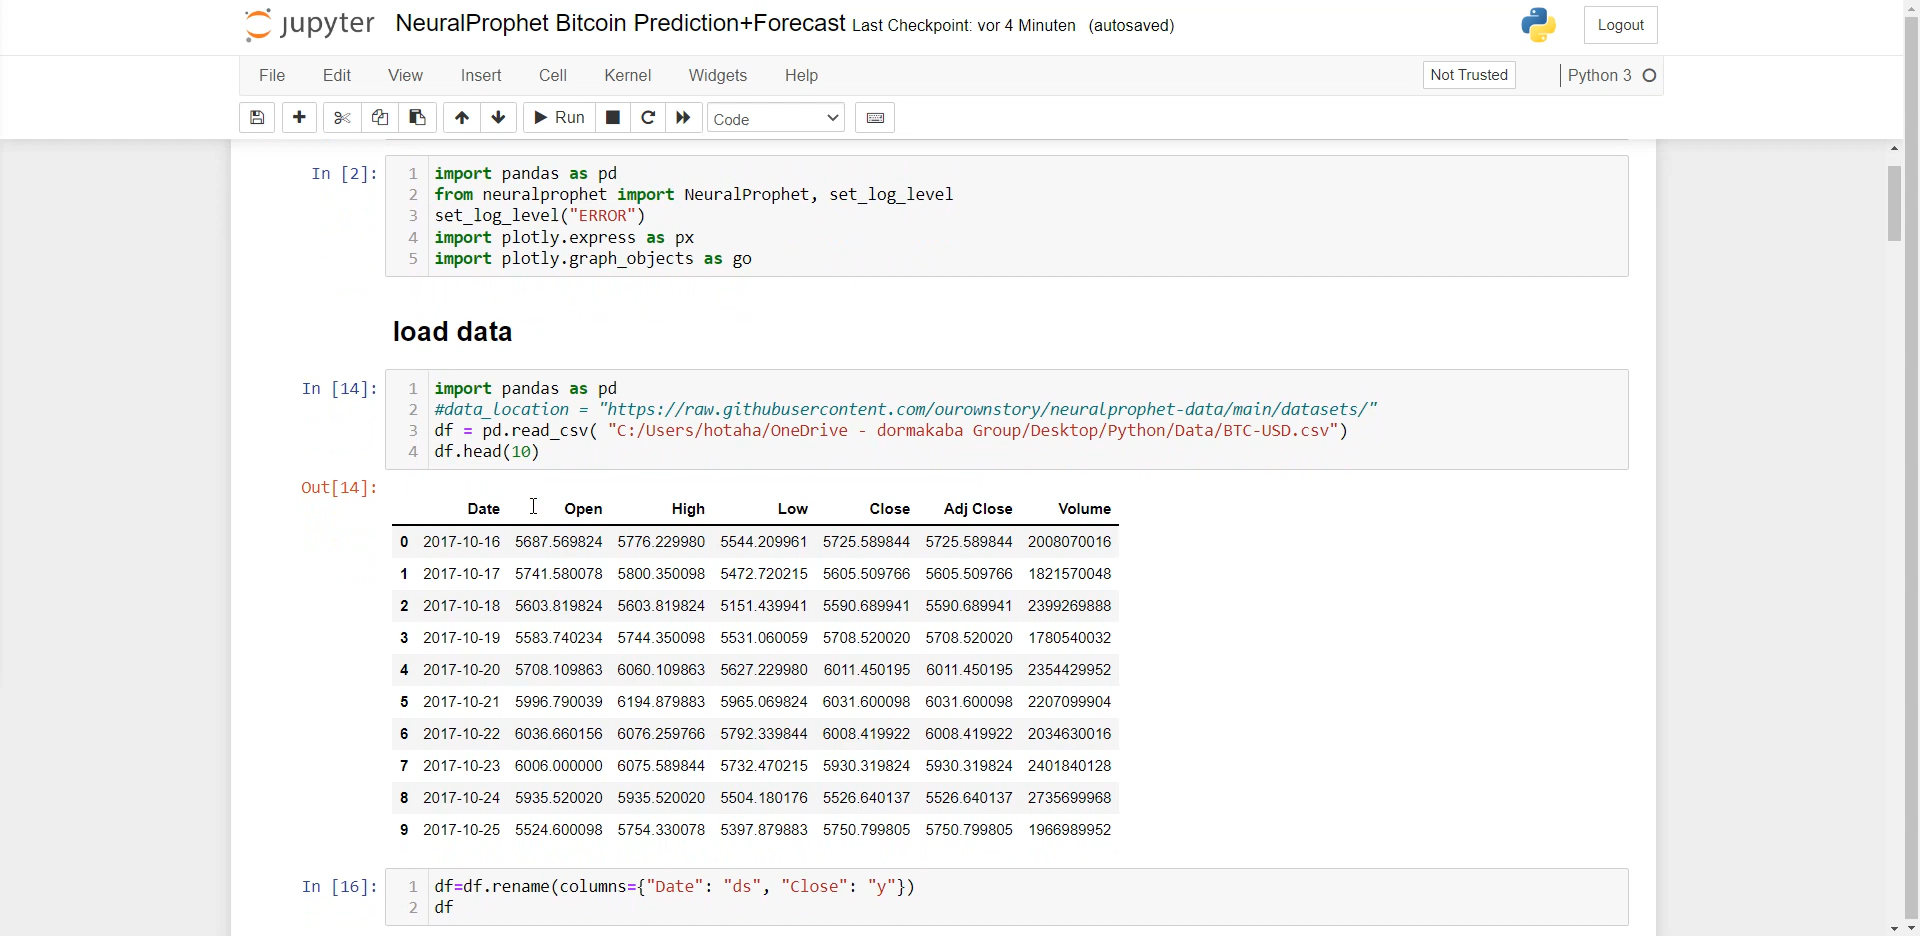 jupyter NeuralProphet Bitcoin Prediction+Forecast Last Checkpoint: vor 4 Minuten (autosaved) Logout
File Edit View Insert Cell Kernel Widgets Help Not Trusted Python 3
Run Code
In [2]: 1 import pandas as pd
2 from neuralprophet import NeuralProphet, set_log_level
3 set_log_level("ERROR")
4 import plotly.express as px
5 import plotly.graph_objects as go
load data
In [14]: 1 import pandas as pd
2 #data_location = "https://raw.githubusercontent.com/ourownstory/neuralprophet-data/main/datasets/"
3 df = pd.read_csv( "C:/Users/hotaha/OneDrive - dormakaba Group/Desktop/Python/Data/BTC-USD.csv")
4 df.head(10)
Out[14]:
Date Open High Low Close Adj Close Volume
0 2017-10-16 5687.569824 5776.229980 5544.209961 5725.589844 5725.589844 2008070016
1 2017-10-17 5741.580078 5800.350098 5472.720215 5605.509766 5605.509766 1821570048
2 2017-10-18 5603.819824 5603.819824 5151.439941 5590.689941 5590.689941 2399269888
3 2017-10-19 5583.740234 5744.350098 5531.060059 5708.520020 5708.520020 1780540032
4 2017-10-20 5708.109863 6060.109863 5627.229980 6011.450195 6011.450195 2354429952
5 2017-10-21 5996.790039 6194.879883 5965.069824 6031.600098 6031.600098 2207099904
6 2017-10-22 6036.660156 6076.259766 5792.339844 6008.419922 6008.419922 2034630016
7 2017-10-23 6006.000000 6075.589844 5732.470215 5930.319824 5930.319824 2401840128
8 2017-10-24 5935.520020 5935.520020 5504.180176 5526.640137 5526.640137 2735699968
9 2017-10-25 5524.600098 5754.330078 5397.879883 5750.799805 5750.799805 1966989952
In [16]: 1 df=df.rename(columns={"Date": "ds", "Close": "y"})
2 df